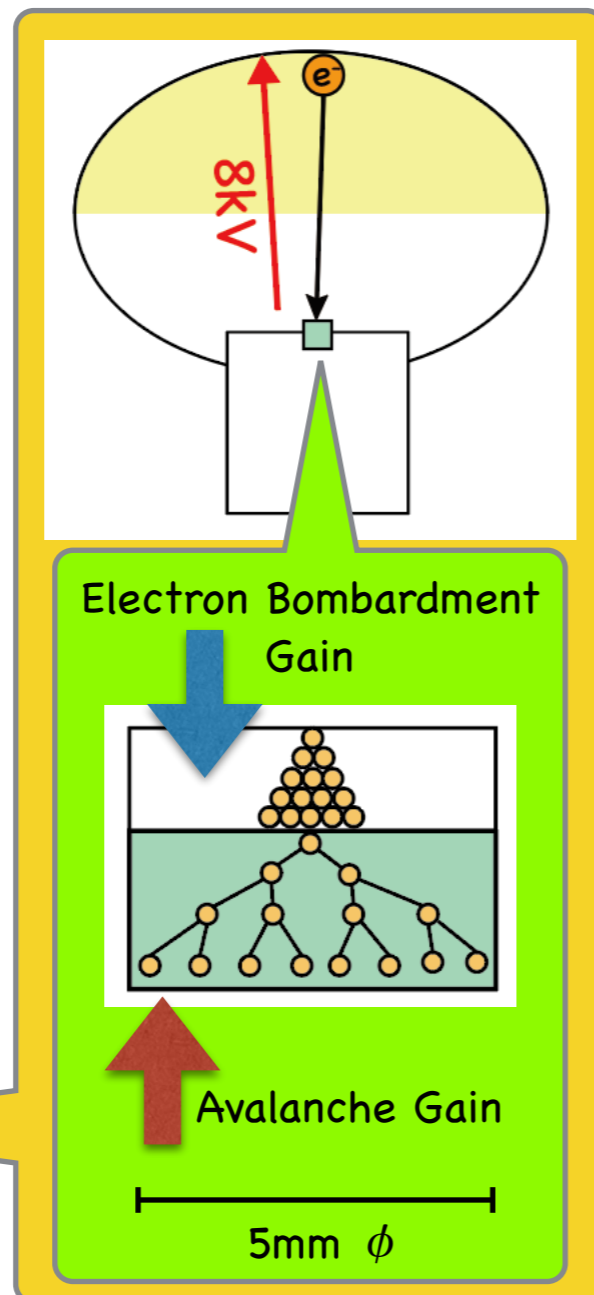 e⁻
8kV
Electron Bombardment
Gain
Avalanche Gain
5mm ϕ